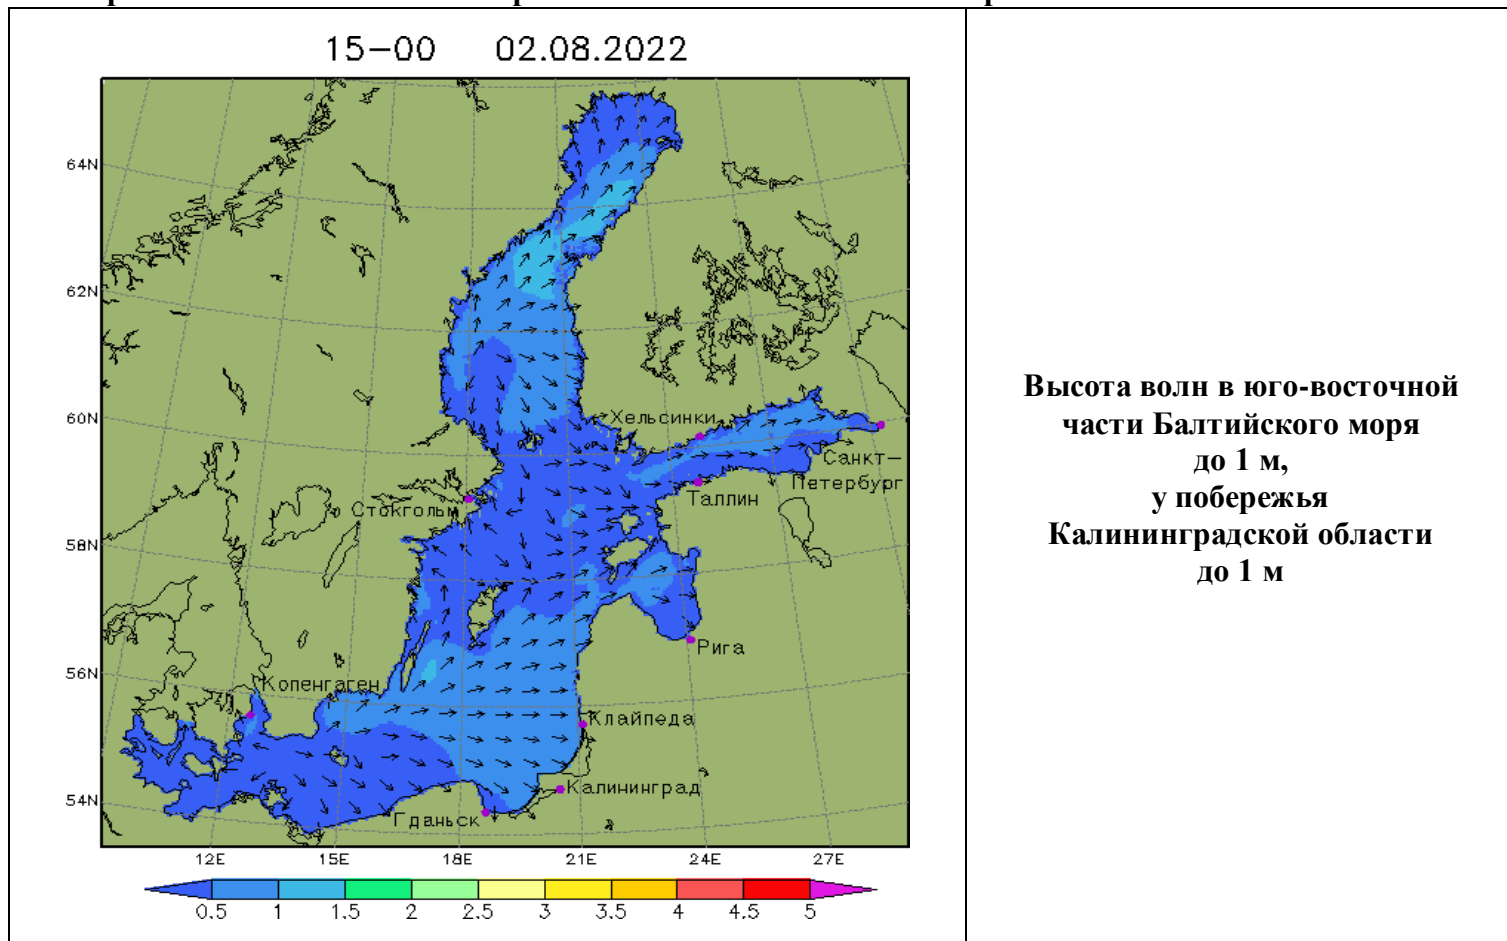 15-00 02.08.2022
64N
62N
60N
58N
56N
54N
Хельсинки
Санкт-
Петербург
Таллин
Стокгольм
Рига
Копенгаген
Клайпеда
Калининград
Гданьск
12E 15E 18E 21E 24E 27E
0.5 1 1.5 2 2.5 3 3.5 4 4.5 5
Высота волн в юго-восточной
части Балтийского моря
до 1 м,
у побережья
Калининградской области
до 1 м